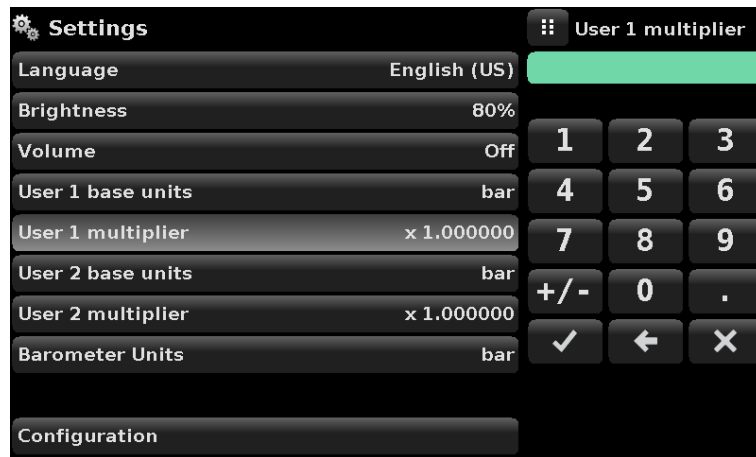 Settings
Language English (US)
Brightness 80%
Volume Off
User 1 base units bar
User 1 multiplier x 1.000000
User 2 base units bar
User 2 multiplier x 1.000000
Barometer Units bar
Configuration
User 1 multiplier
1 2 3
4 5 6
7 8 9
+/- 0 .